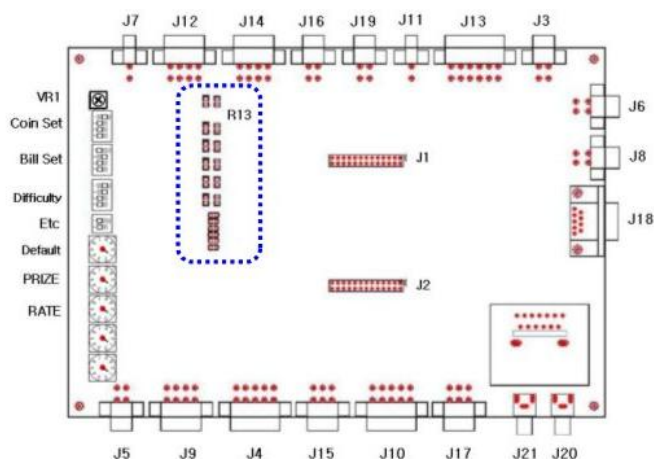 J7 J12 J14 J16 J19 J11 J13 J3
VR1
R13
J6
Coin Set
Bill Set
J1
J8
Difficulty
J18
Etc
Default
PRIZE
J2
RATE
J5 J9 J4 J15 J10 J17 J21 J20